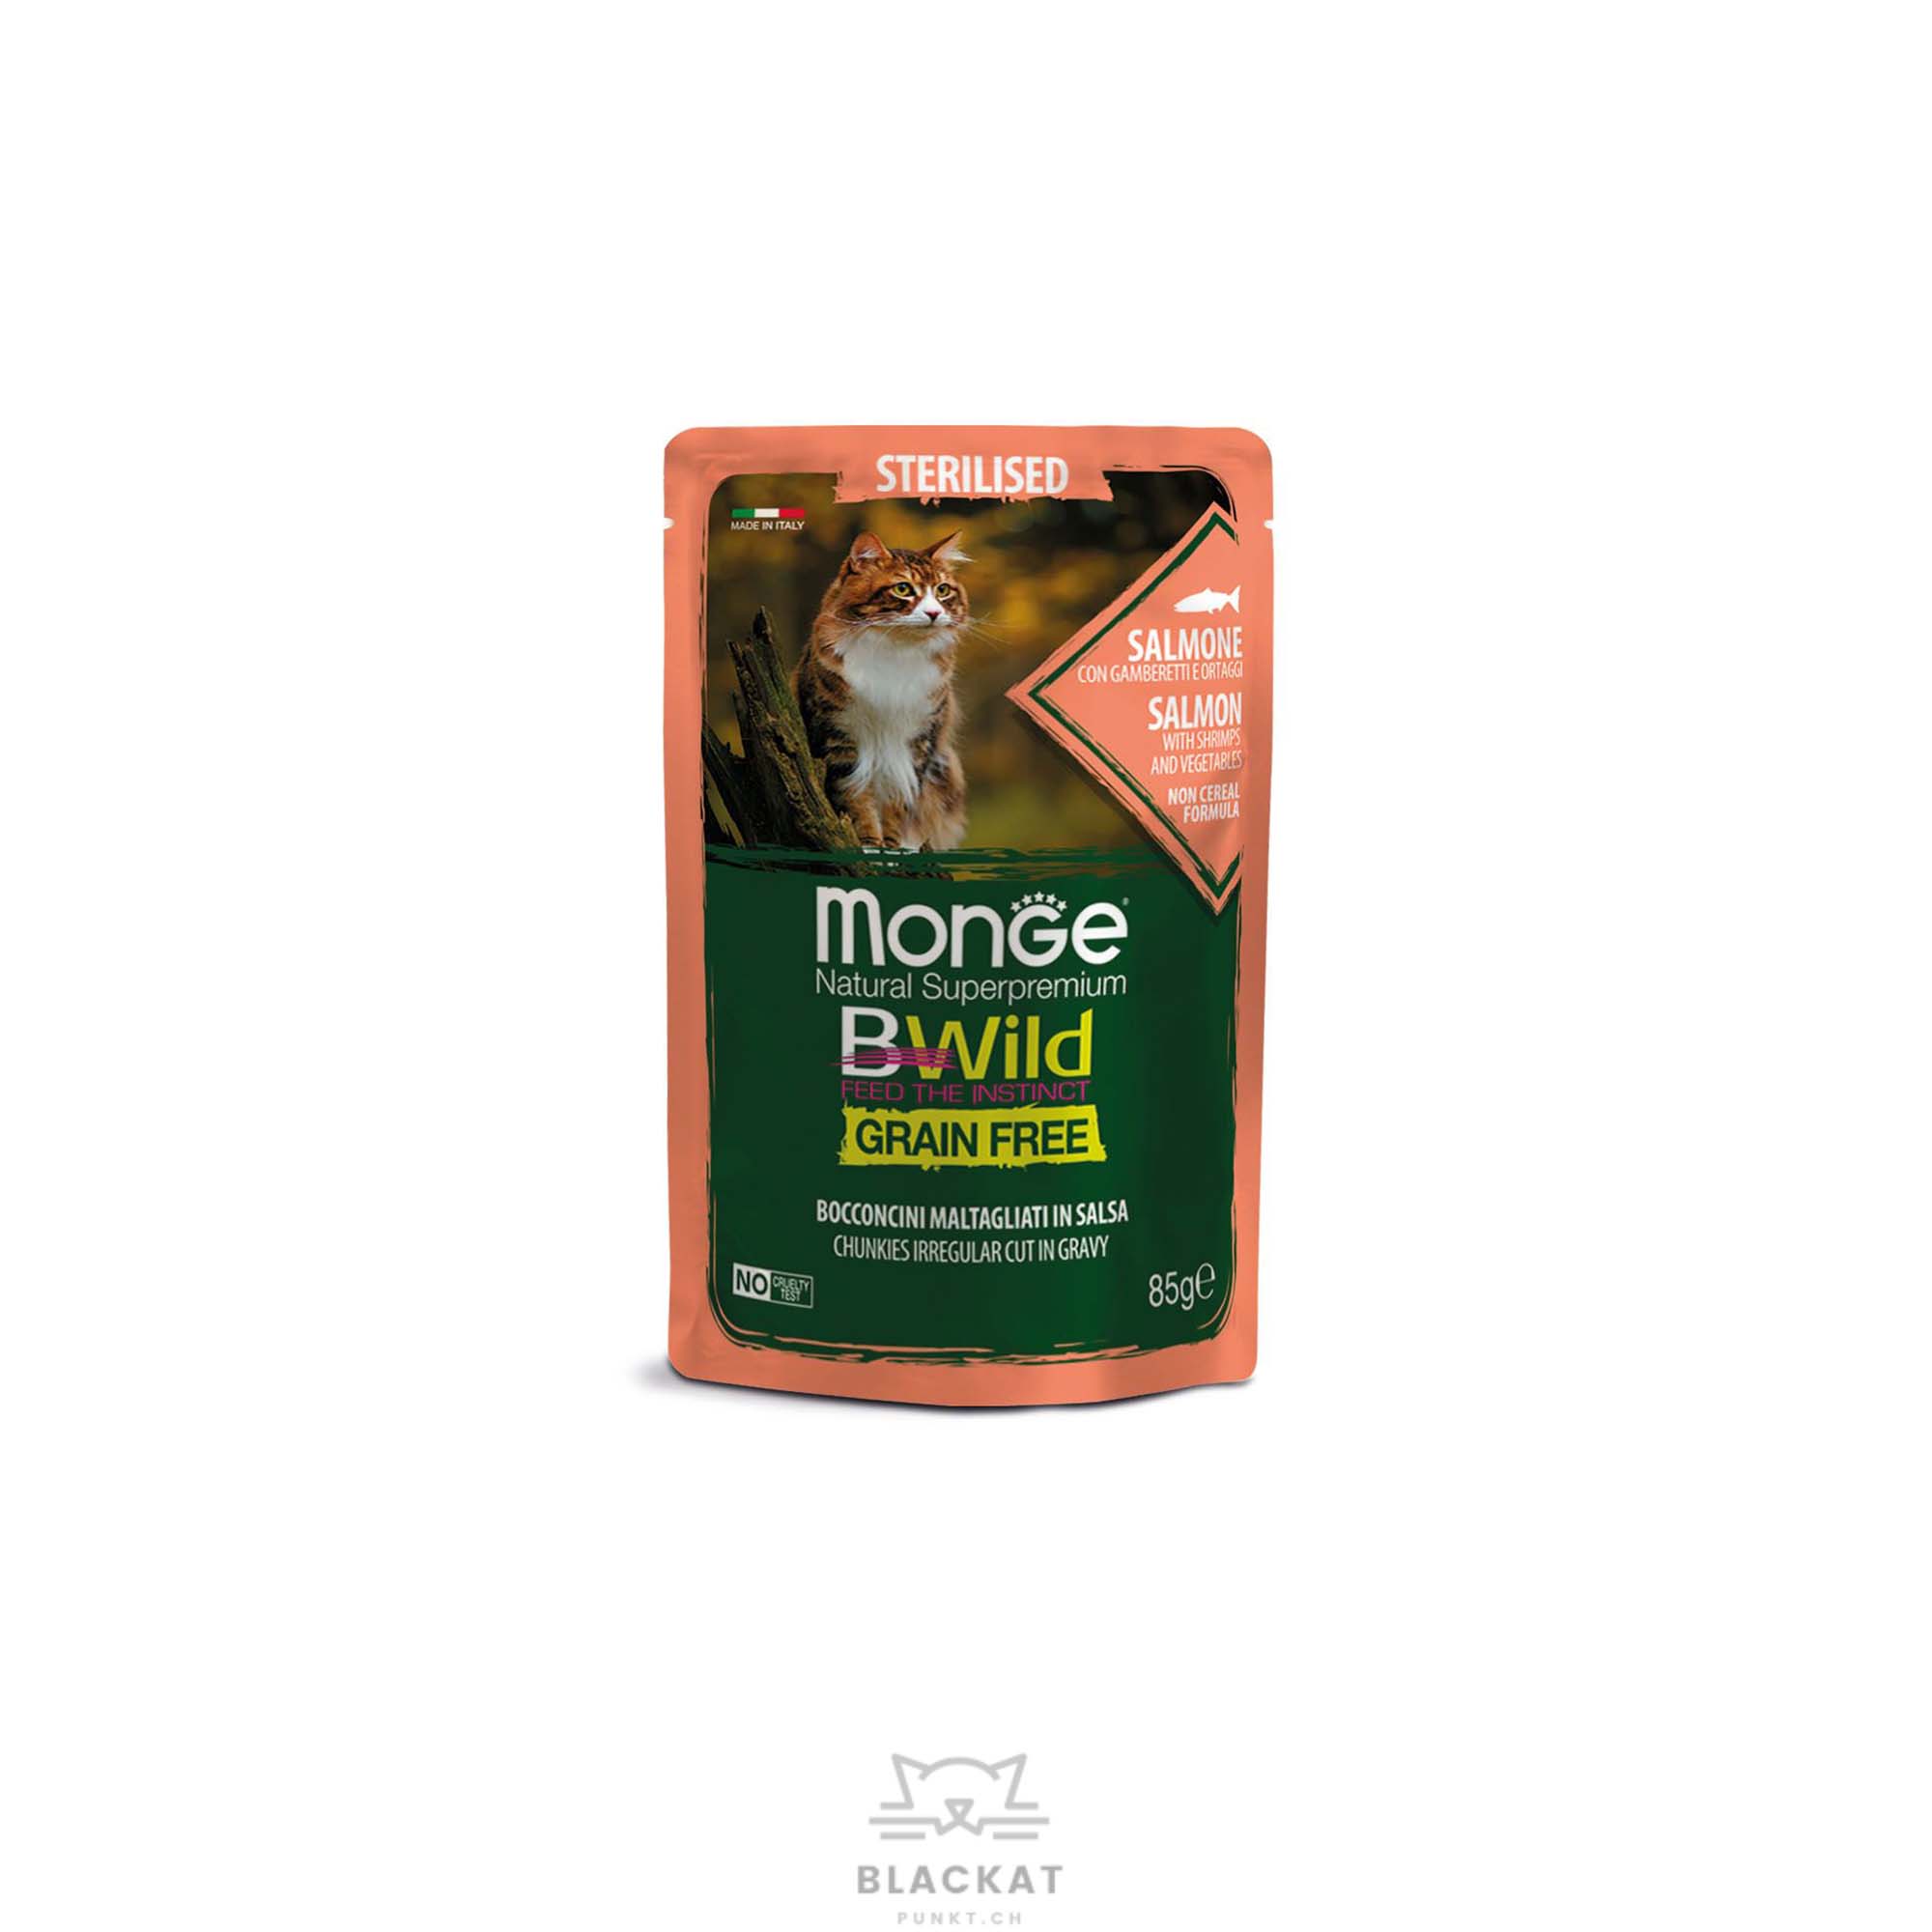 STERILISED
MADE IN ITALY
SALMONE
CON GAMBERETTI E ORTAGGI
SALMON
WITH SHRIMPS
AND VEGETABLES
NON CEREAL
FORMULA
monGe®
Natural Superpremium
BWild
FEED THE INSTINCT
GRAIN FREE
BOCCONCINI MALTAGLIATI IN SALSA
CHUNKIES IRREGULAR CUT IN GRAVY
NO CRUELTY
TEST
85g℮
BLACKAT
PUNKT.CH